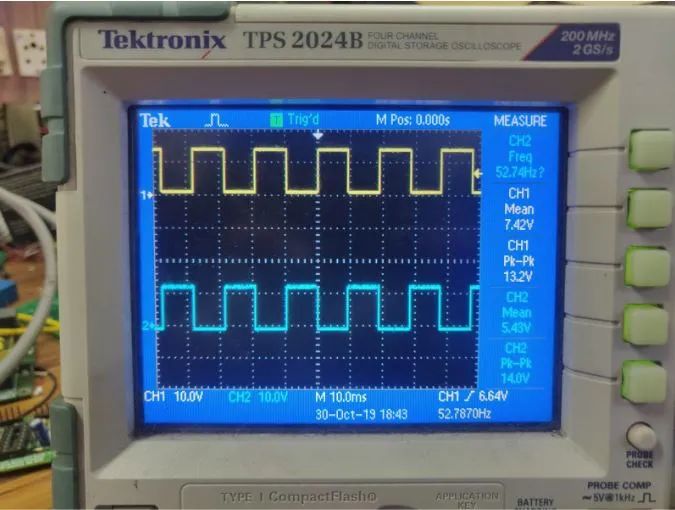 Tektronix TPS 2024B FOUR CHANNEL DIGITAL STORAGE OSCILLOSCOPE 200 MHz 2 GS/s
Tek T Trig'd M Pos: 0.000s MEASURE
CH2
Freq
52.74Hz?
CH1
Mean
7.42V
CH1
Pk-Pk
13.2V
CH2
Mean
5.43V
CH2
Pk-Pk
14.0V
1
2
CH1 10.0V CH2 10.0V M 10.0ms CH1 6.64V
30-Oct-19 18:43 52.7870Hz
PROBE
CHECK
PROBE COMP
~5V@1kHz
TYPE I CompactFlash®
APPLICATION
KEY
BATTERY